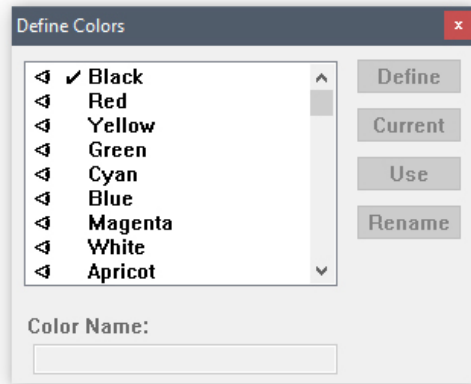 Define Colors
x
Black
Red
Yellow
Green
Cyan
Blue
Magenta
White
Apricot
Define
Current
Use
Rename
Color Name: